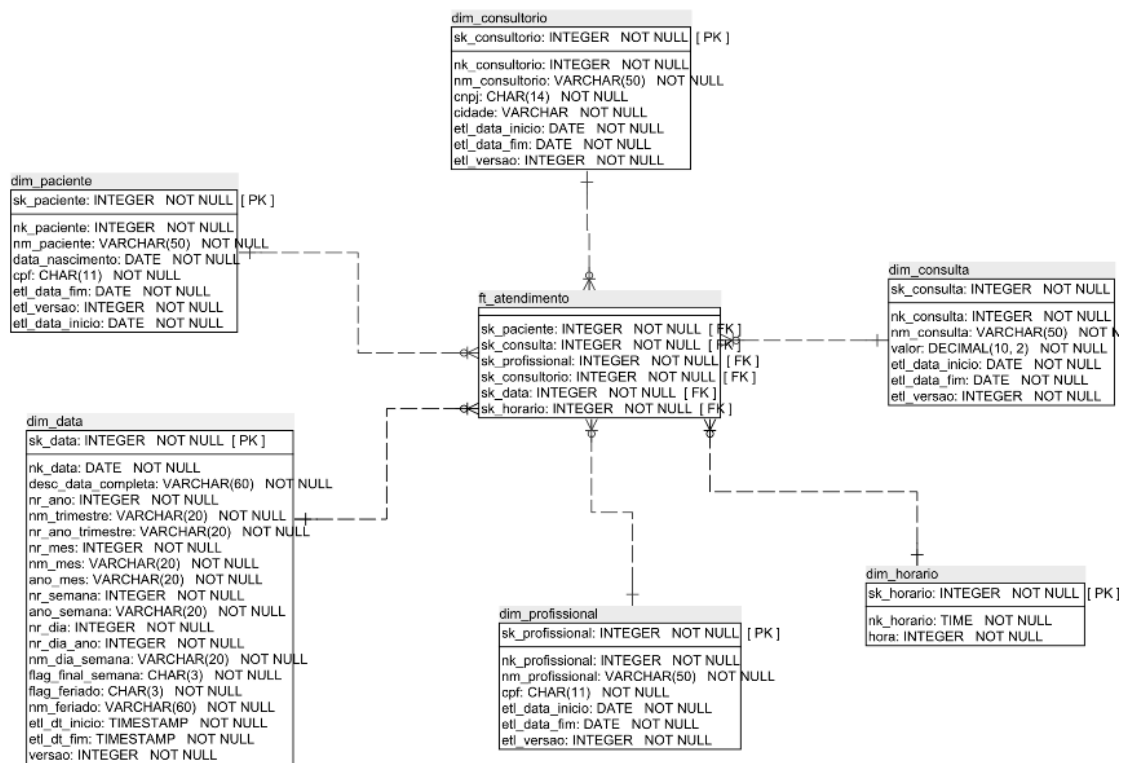 dim_consultorio
sk_consultorio: INTEGER NOT NULL [ PK ]
nk_consultorio: INTEGER NOT NULL
nm_consultorio: VARCHAR(50) NOT NULL
cnpj: CHAR(14) NOT NULL
cidade: VARCHAR NOT NULL
etl_data_inicio: DATE NOT NULL
etl_data_fim: DATE NOT NULL
etl_versao: INTEGER NOT NULL
dim_paciente
sk_paciente: INTEGER NOT NULL [ PK ]
nk_paciente: INTEGER NOT NULL
nm_paciente: VARCHAR(50) NOT NULL
data_nascimento: DATE NOT NULL
cpf: CHAR(11) NOT NULL
etl_data_fim: DATE NOT NULL
etl_versao: INTEGER NOT NULL
etl_data_inicio: DATE NOT NULL
ft_atendimento
sk_paciente: INTEGER NOT NULL [ FK ]
sk_consulta: INTEGER NOT NULL [ FK ]
sk_profissional: INTEGER NOT NULL [ FK ]
sk_consultorio: INTEGER NOT NULL [ FK ]
sk_data: INTEGER NOT NULL [ FK ]
sk_horario: INTEGER NOT NULL [ FK ]
dim_consulta
sk_consulta: INTEGER NOT NULL
nk_consulta: INTEGER NOT NULL
nm_consulta: VARCHAR(50) NOT
valor: DECIMAL(10, 2) NOT NULL
etl_data_inicio: DATE NOT NULL
etl_data_fim: DATE NOT NULL
etl_versao: INTEGER NOT NULL
dim_data
sk_data: INTEGER NOT NULL [ PK ]
nk_data: DATE NOT NULL
desc_data_completa: VARCHAR(60) NOT NULL
nr_ano: INTEGER NOT NULL
nm_trimestre: VARCHAR(20) NOT NULL
nr_ano_trimestre: VARCHAR(20) NOT NULL
nr_mes: INTEGER NOT NULL
nm_mes: VARCHAR(20) NOT NULL
ano_mes: VARCHAR(20) NOT NULL
nr_semana: INTEGER NOT NULL
ano_semana: VARCHAR(20) NOT NULL
nr_dia: INTEGER NOT NULL
nr_dia_ano: INTEGER NOT NULL
nm_dia_semana: VARCHAR(20) NOT NULL
flag_final_semana: CHAR(3) NOT NULL
flag_feriado: CHAR(3) NOT NULL
nm_feriado: VARCHAR(60) NOT NULL
etl_dt_inicio: TIMESTAMP NOT NULL
etl_dt_fim: TIMESTAMP NOT NULL
versao: INTEGER NOT NULL
dim_profissional
sk_profissional: INTEGER NOT NULL [ PK ]
nk_profissional: INTEGER NOT NULL
nm_profissional: VARCHAR(50) NOT NULL
cpf: CHAR(11) NOT NULL
etl_data_inicio: DATE NOT NULL
etl_data_fim: DATE NOT NULL
etl_versao: INTEGER NOT NULL
dim_horario
sk_horario: INTEGER NOT NULL [ PK ]
nk_horario: TIME NOT NULL
hora: INTEGER NOT NULL